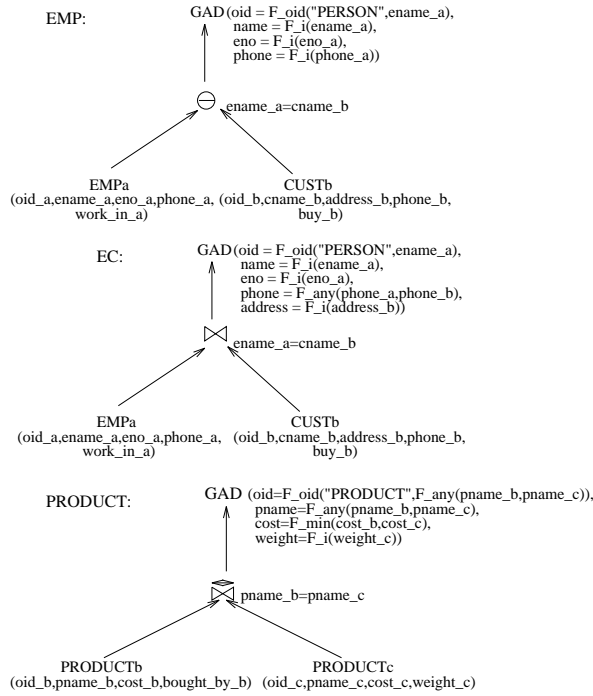 EMP:
GAD(oid = F_oid("PERSON",ename_a),
name = F_i(ename_a),
eno = F_i(eno_a),
phone = F_i(phone_a))
ename_a=cname_b
EMPa
(oid_a,ename_a,eno_a,phone_a,
work_in_a)
CUSTb
(oid_b,cname_b,address_b,phone_b,
buy_b)
EC:
GAD(oid = F_oid("PERSON",ename_a),
name = F_i(ename_a),
eno = F_i(eno_a),
phone = F_any(phone_a,phone_b),
address = F_i(address_b))
ename_a=cname_b
EMPa
(oid_a,ename_a,eno_a,phone_a,
work_in_a)
CUSTb
(oid_b,cname_b,address_b,phone_b,
buy_b)
PRODUCT:
GAD (oid=F_oid("PRODUCT",F_any(pname_b,pname_c)),
pname=F_any(pname_b,pname_c),
cost=F_min(cost_b,cost_c),
weight=F_i(weight_c))
pname_b=pname_c
PRODUCTb
(oid_b,pname_b,cost_b,bought_by_b)
PRODUCTc
(oid_c,pname_c,cost_c,weight_c)